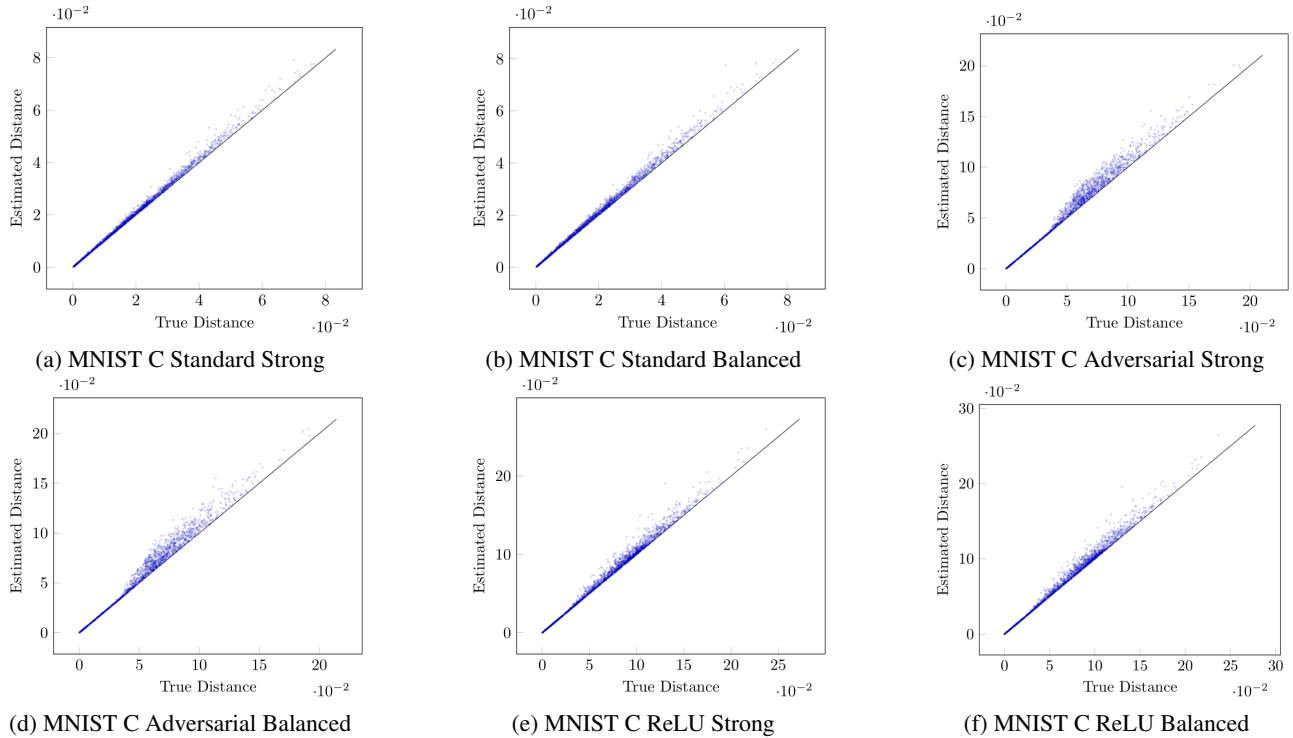 ·10⁻²
Estimated Distance
8
6
4
2
0
0 2 4 6 8
True Distance ·10⁻²
(a) MNIST C Standard Strong
·10⁻²
Estimated Distance
8
6
4
2
0
0 2 4 6 8
True Distance ·10⁻²
(b) MNIST C Standard Balanced
·10⁻²
Estimated Distance
20
15
10
5
0
0 5 10 15 20
True Distance ·10⁻²
(c) MNIST C Adversarial Strong
·10⁻²
Estimated Distance
20
15
10
5
0
0 5 10 15 20
True Distance ·10⁻²
(d) MNIST C Adversarial Balanced
·10⁻²
Estimated Distance
20
10
0
0 5 10 15 20 25
True Distance ·10⁻²
(e) MNIST C ReLU Strong
·10⁻²
Estimated Distance
30
20
10
0
0 5 10 15 20 25 30
True Distance ·10⁻²
(f) MNIST C ReLU Balanced